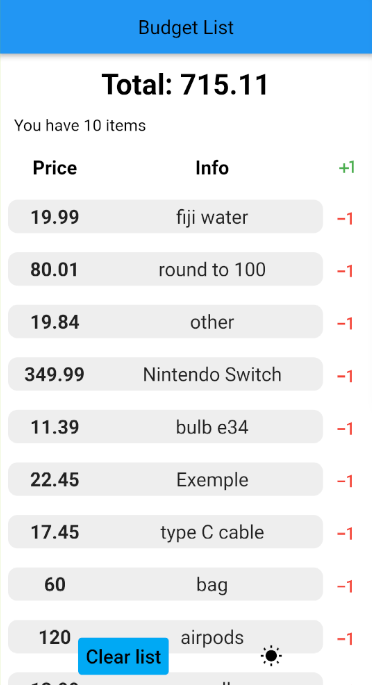 Budget List
Total: 715.11
You have 10 items
Price Info +1
19.99 fiji water −1
80.01 round to 100 −1
19.84 other −1
349.99 Nintendo Switch −1
11.39 bulb e34 −1
22.45 Exemple −1
17.45 type C cable −1
60 bag −1
120 airpods −1
Clear list